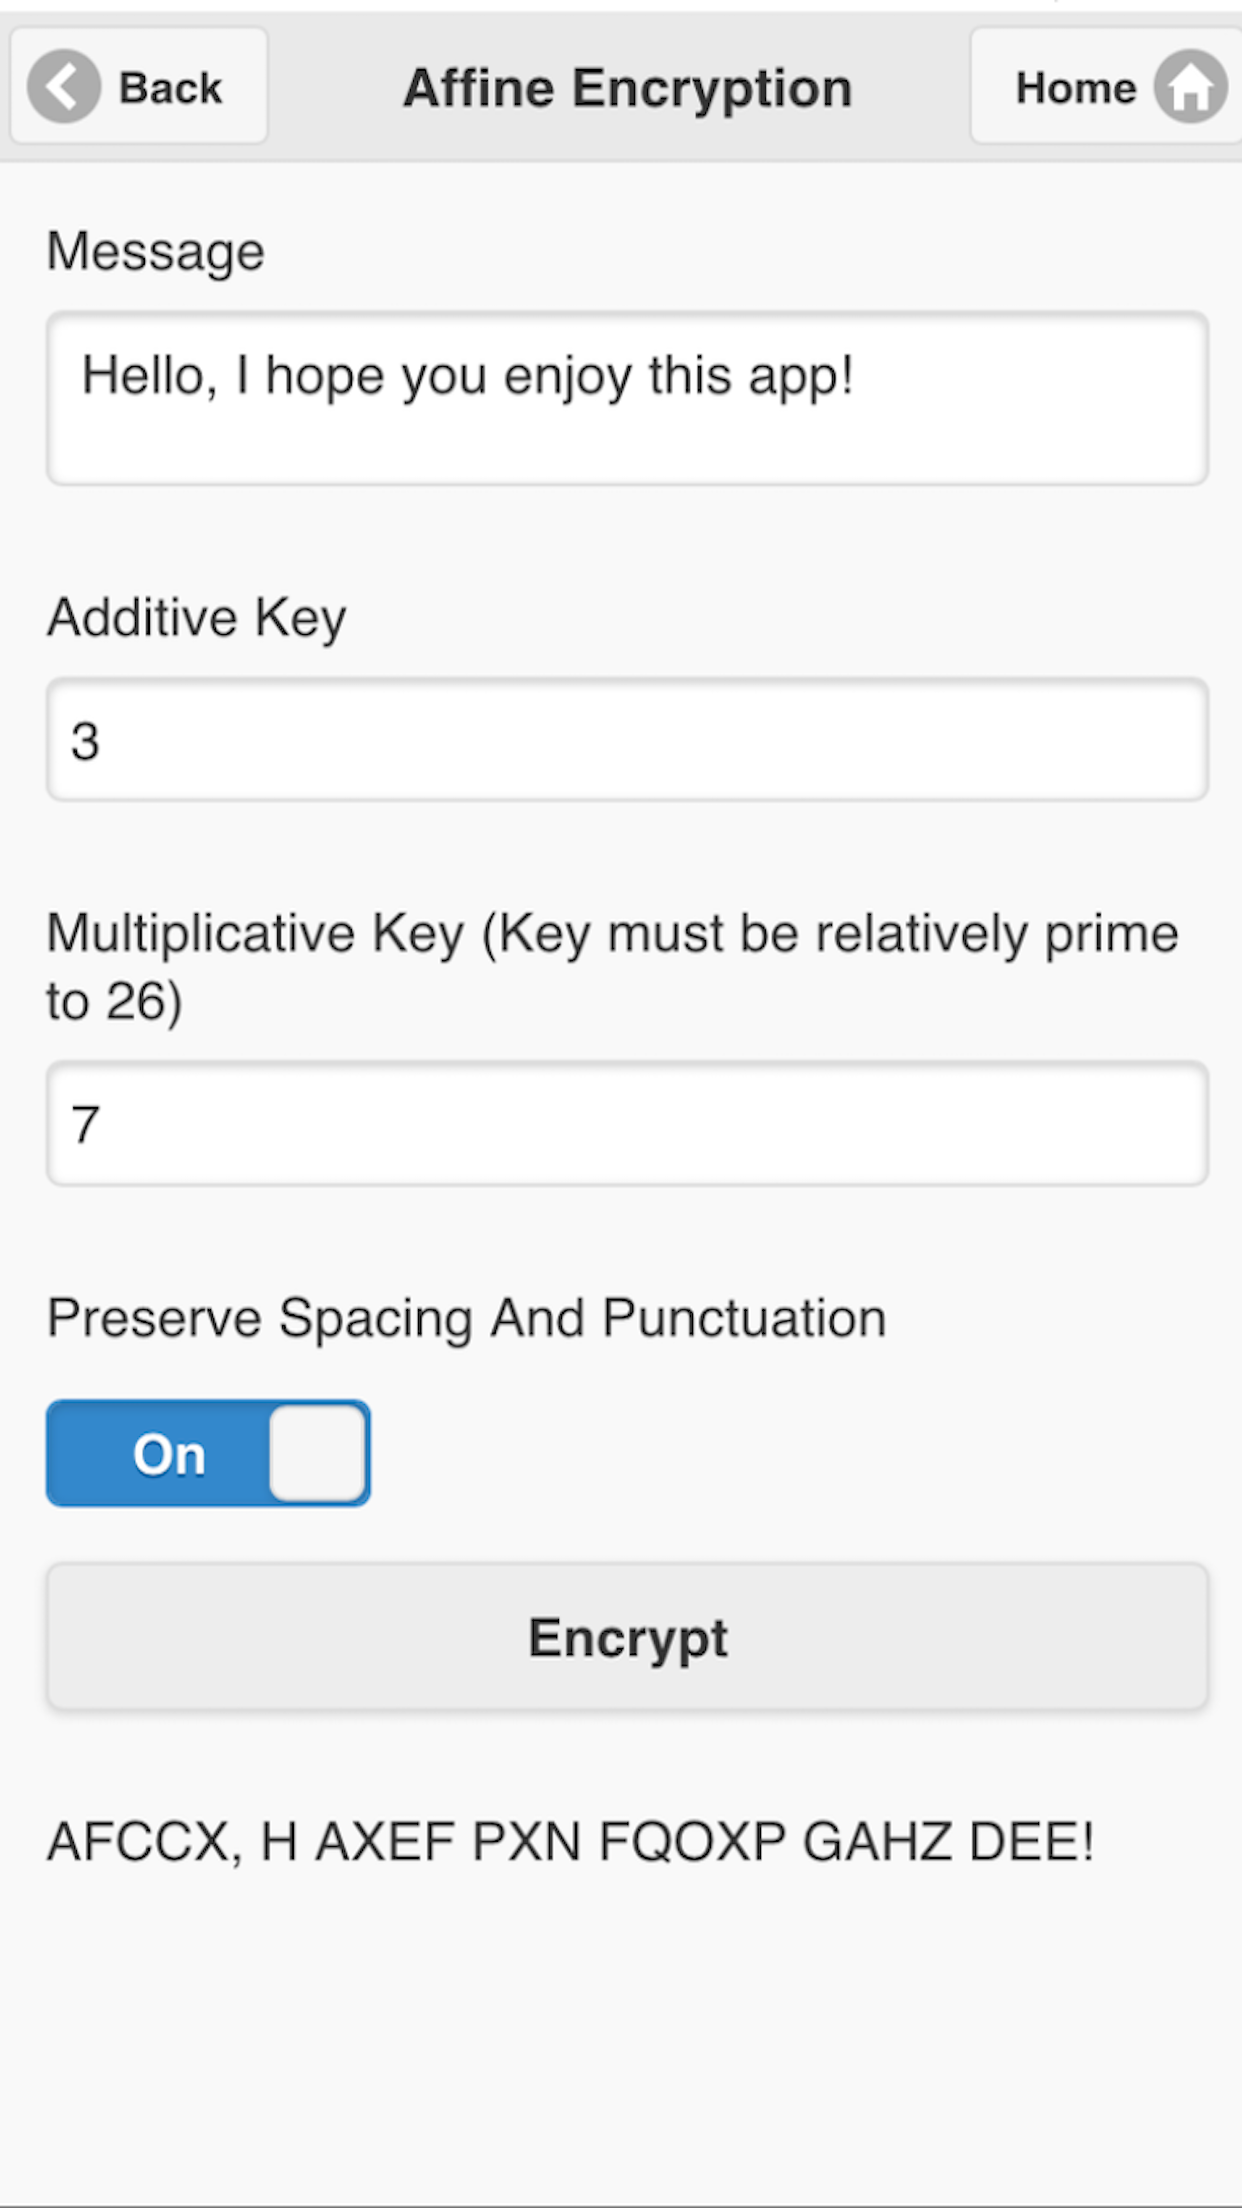 Back
Affine Encryption
Home
Message
Hello, I hope you enjoy this app!
Additive Key
3
Multiplicative Key (Key must be relatively prime
to 26)
7
Preserve Spacing And Punctuation
On
Encrypt
AFCCX, H AXEF PXN FQOXP GAHZ DEE!